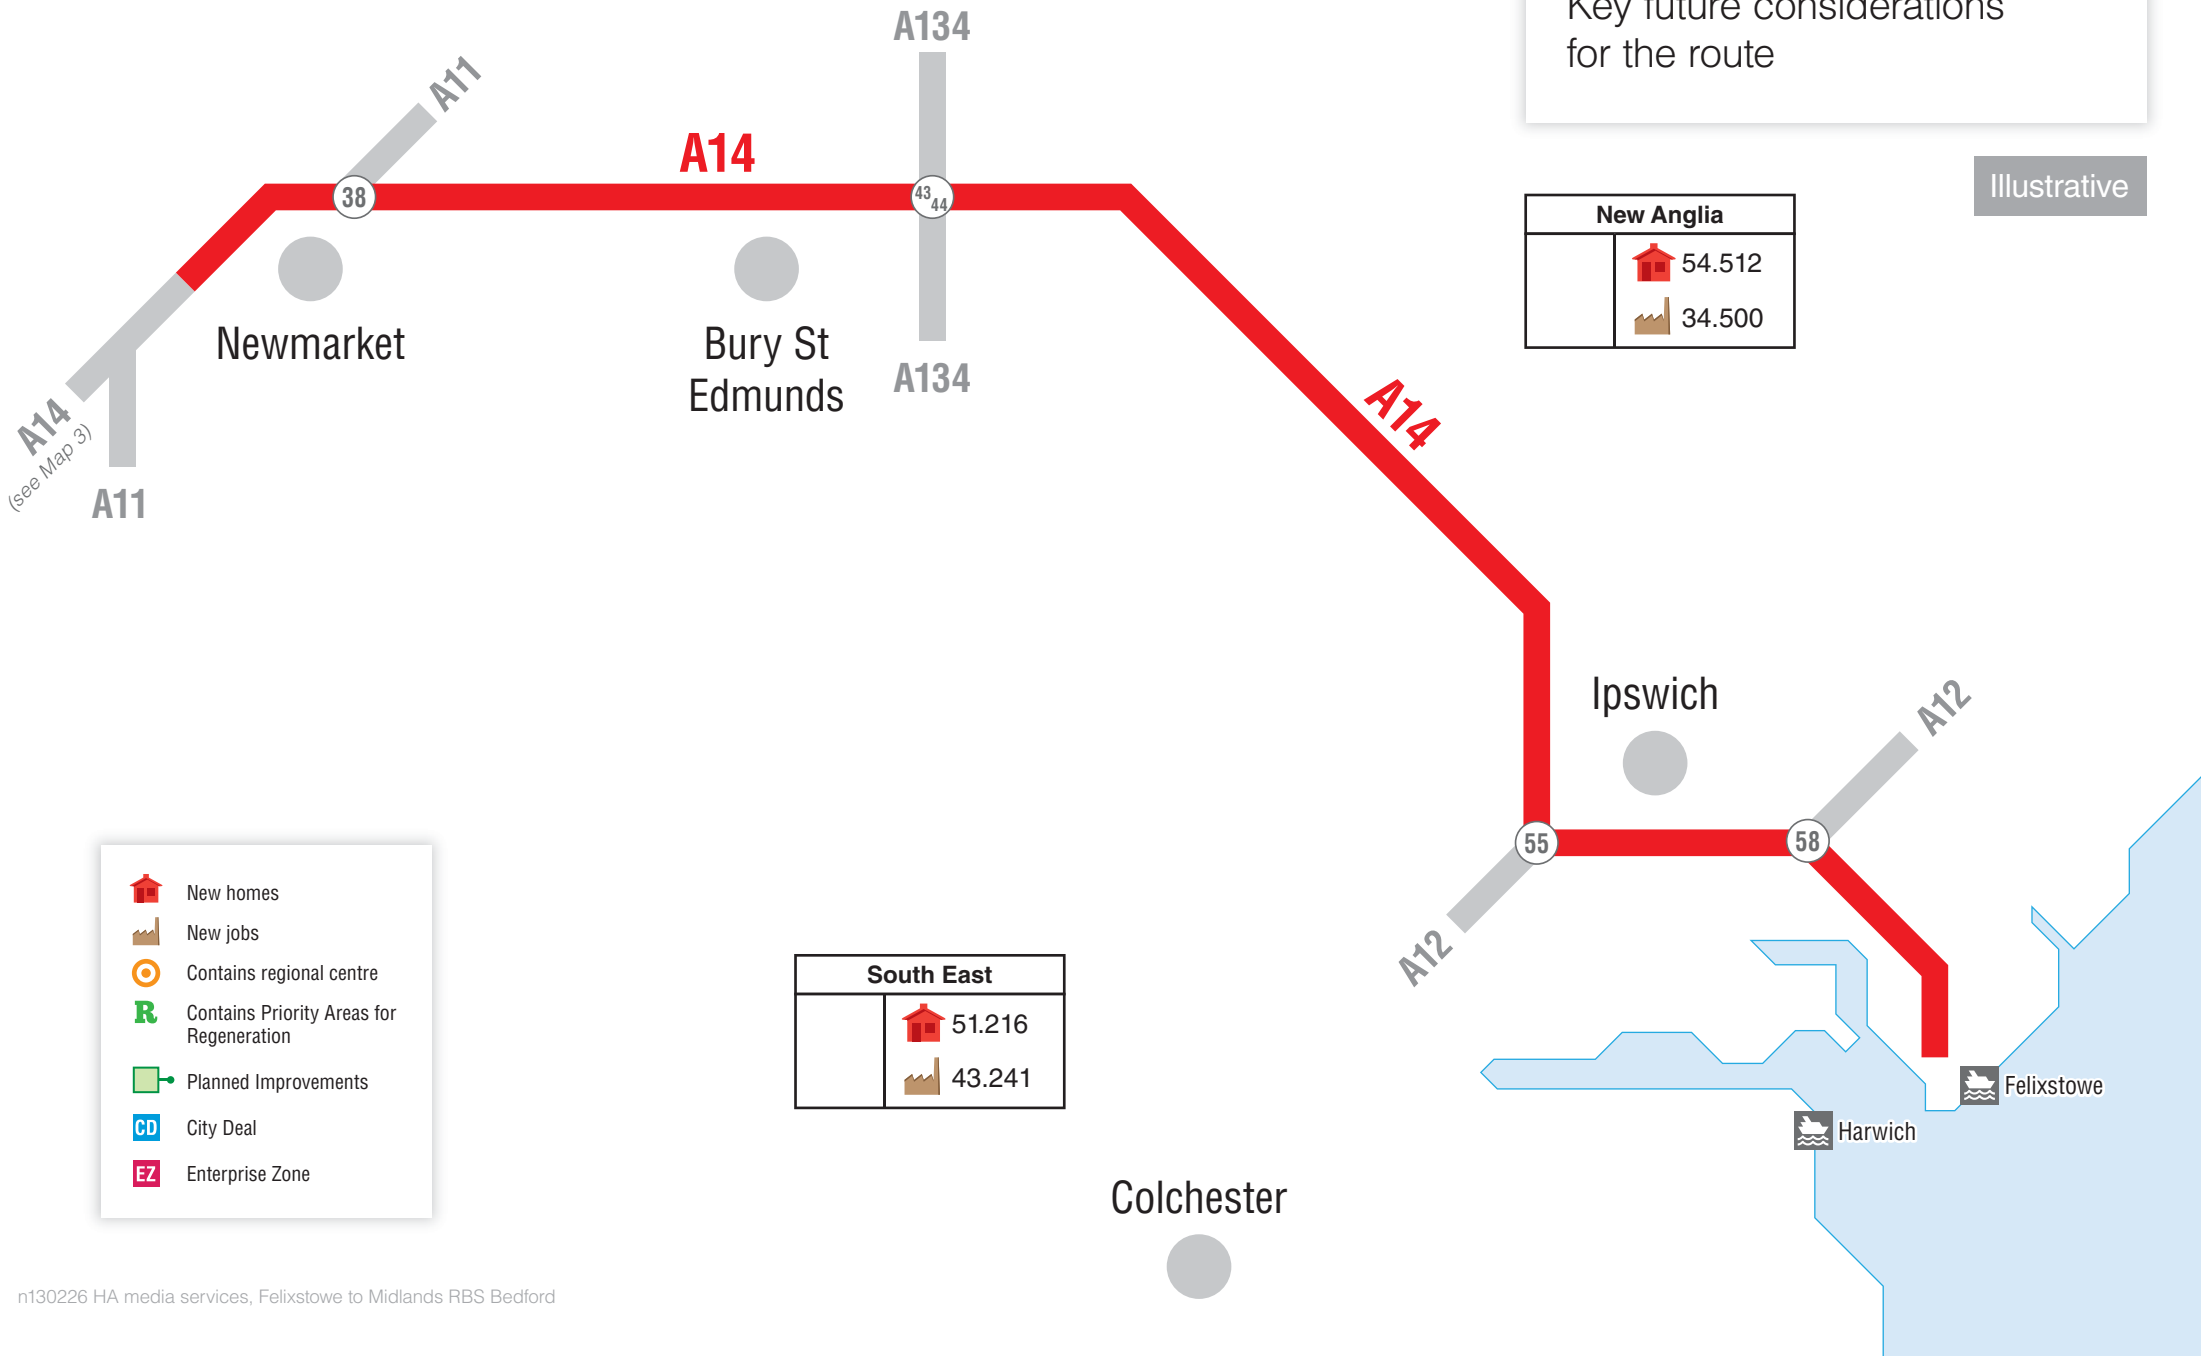 Key future considerations
for the route
Illustrative
A134
A11
A14
38
43
44
Newmarket
Bury St
Edmunds
A134
A14
(see Map 3)
A11
New Anglia
54.512
34.500
A14
Ipswich
A12
55
58
A12
New homes
New jobs
Contains regional centre
R
Contains Priority Areas for
Regeneration
Planned Improvements
CD
City Deal
EZ
Enterprise Zone
South East
51.216
43.241
Felixstowe
Harwich
Colchester
n130226 HA media services, Felixstowe to Midlands RBS Bedford